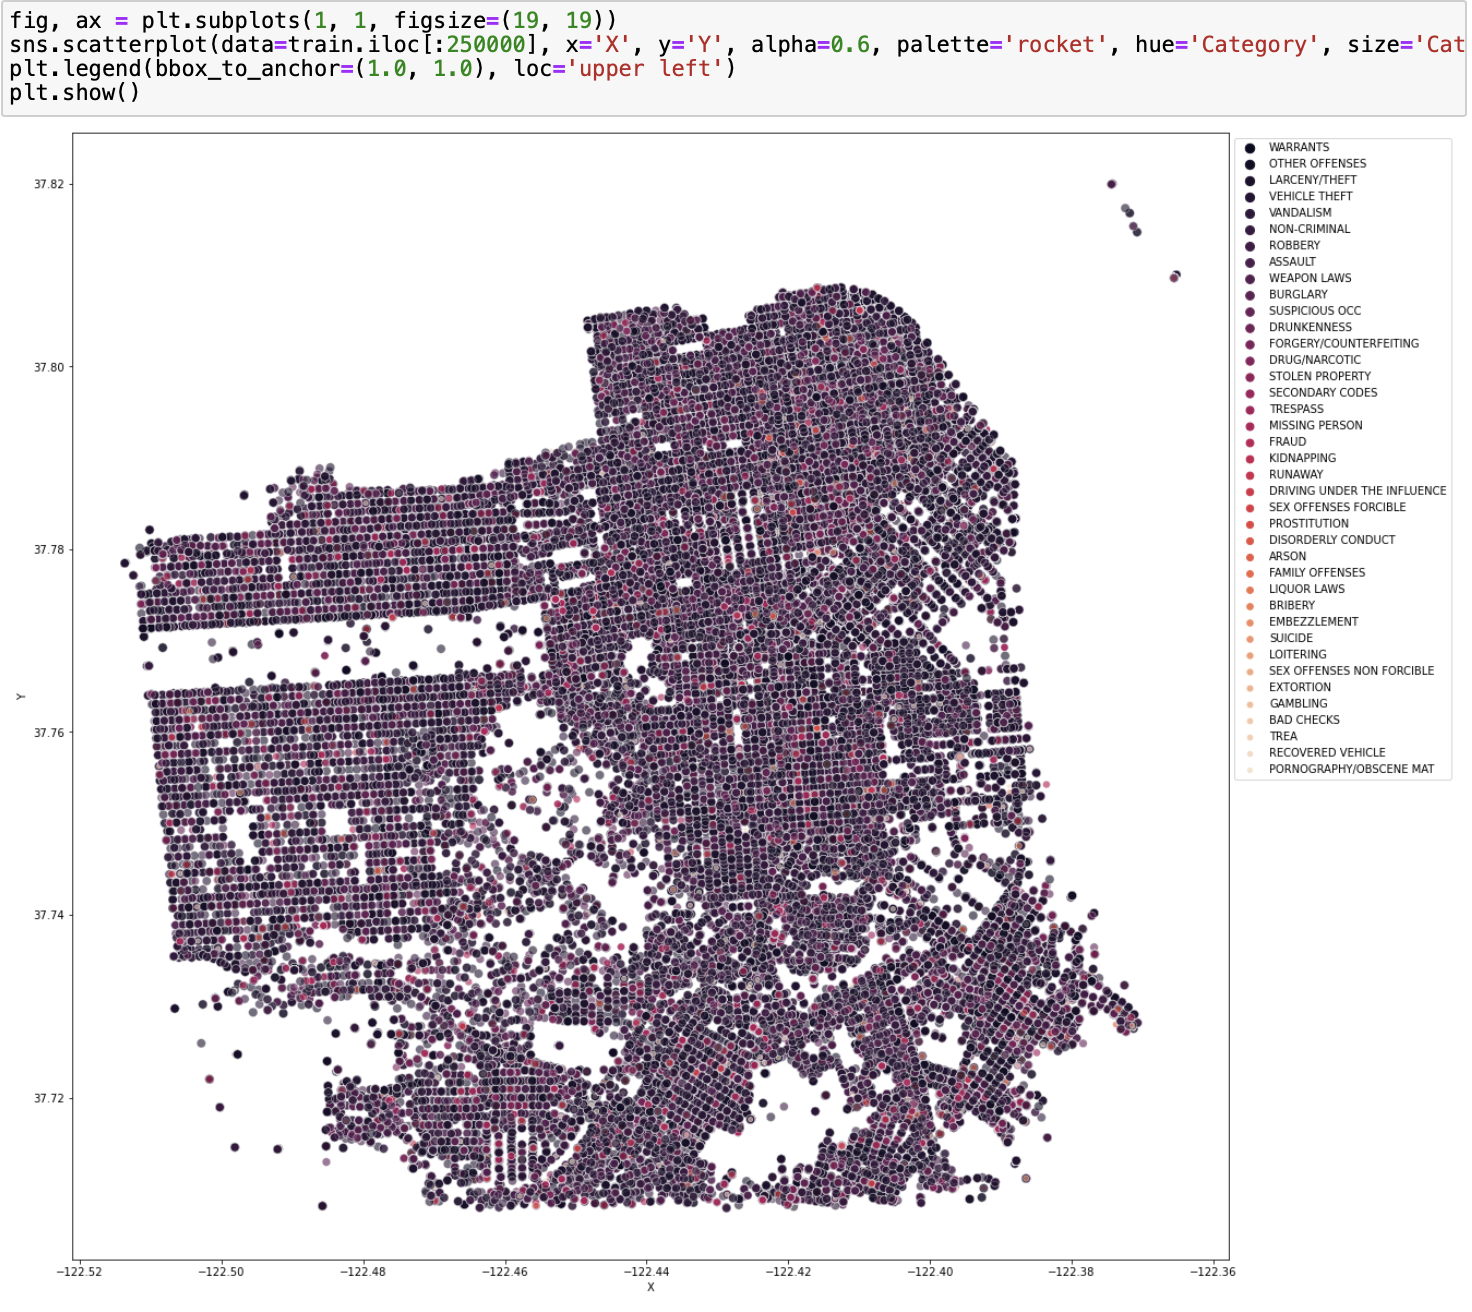 fig, ax = plt.subplots(1, 1, figsize=(19, 19))
sns.scatterplot(data=train.iloc[:250000], x='X', y='Y', alpha=0.6, palette='rocket', hue='Category', size='Cat
plt.legend(bbox_to_anchor=(1.0, 1.0), loc='upper left')
plt.show()
37.82
37.80
37.78
37.76
37.74
37.72
Y
−122.52
−122.50
−122.48
−122.46
−122.44
−122.42
−122.40
−122.38
−122.36
X
WARRANTS
OTHER OFFENSES
LARCENY/THEFT
VEHICLE THEFT
VANDALISM
NON-CRIMINAL
ROBBERY
ASSAULT
WEAPON LAWS
BURGLARY
SUSPICIOUS OCC
DRUNKENNESS
FORGERY/COUNTERFEITING
DRUG/NARCOTIC
STOLEN PROPERTY
SECONDARY CODES
TRESPASS
MISSING PERSON
FRAUD
KIDNAPPING
RUNAWAY
DRIVING UNDER THE INFLUENCE
SEX OFFENSES FORCIBLE
PROSTITUTION
DISORDERLY CONDUCT
ARSON
FAMILY OFFENSES
LIQUOR LAWS
BRIBERY
EMBEZZLEMENT
SUICIDE
LOITERING
SEX OFFENSES NON FORCIBLE
EXTORTION
GAMBLING
BAD CHECKS
TREA
RECOVERED VEHICLE
PORNOGRAPHY/OBSCENE MAT